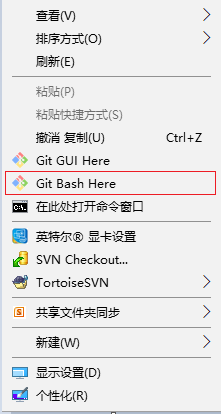 查看(V)
排序方式(O)
刷新(E)
粘贴(P)
粘贴快捷方式(S)
撤消 复制(U) Ctrl+Z
Git GUI Here
Git Bash Here
在此处打开命令窗口
英特尔® 显卡设置
SVN Checkout...
TortoiseSVN
共享文件夹同步
新建(W)
显示设置(D)
个性化(R)